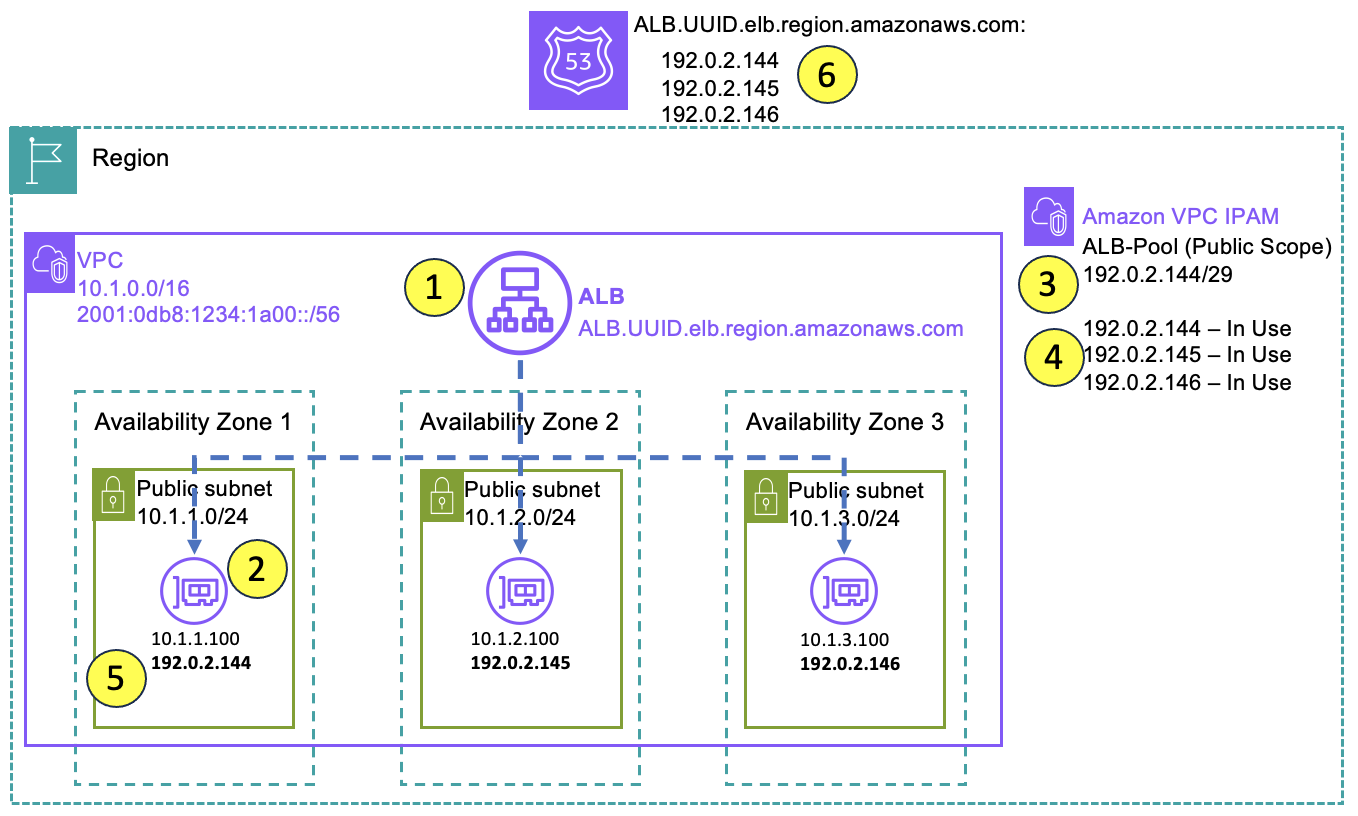 ALB.UUID.elb.region.amazonaws.com:
53
192.0.2.144
192.0.2.145
192.0.2.146
6
Region
Amazon VPC IPAM
ALB-Pool (Public Scope)
192.0.2.144/29
3
192.0.2.144 – In Use
192.0.2.145 – In Use
192.0.2.146 – In Use
4
VPC
10.1.0.0/16
2001:0db8:1234:1a00::/56
1
ALB
ALB.UUID.elb.region.amazonaws.com
Availability Zone 1
Public subnet
10.1.1.0/24
2
10.1.1.100
192.0.2.144
5
Availability Zone 2
Public subnet
10.1.2.0/24
10.1.2.100
192.0.2.145
Availability Zone 3
Public subnet
10.1.3.0/24
10.1.3.100
192.0.2.146